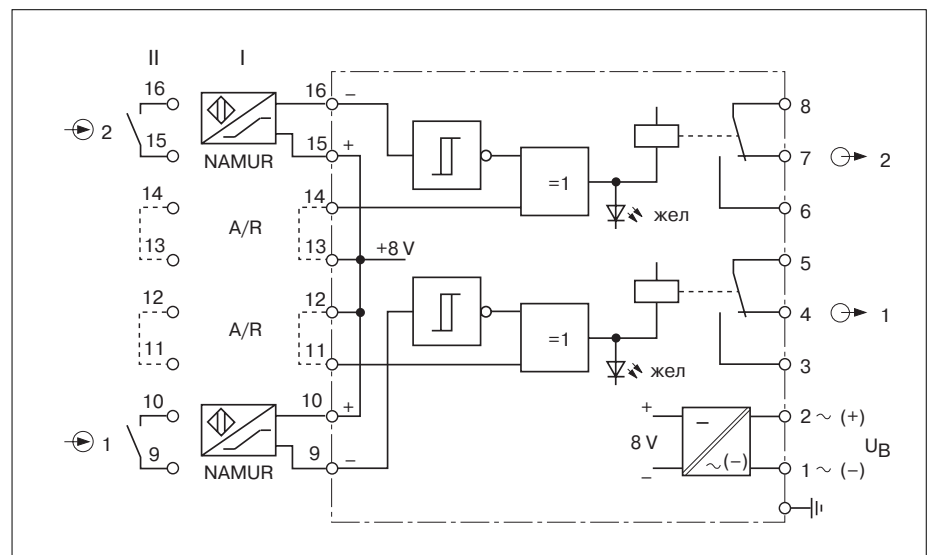 II I
16 16 − 8
2 15 15 + 7 2
NAMUR =1
14 14 жел 6
A/R
13 13 +8 V 5
12 12 4 1
A/R =1
11 11 жел 3
10 10 + + − 2 ~ (+)
1 8 V U_B
9 9 − − ~(−) 1 ~ (−)
NAMUR